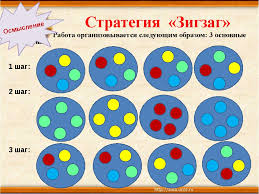 Осмысление
Стратегия «Зигзаг»
Работа организовывается следующим образом: 3 основные
1 шаг:
2 шаг:
3 шаг: